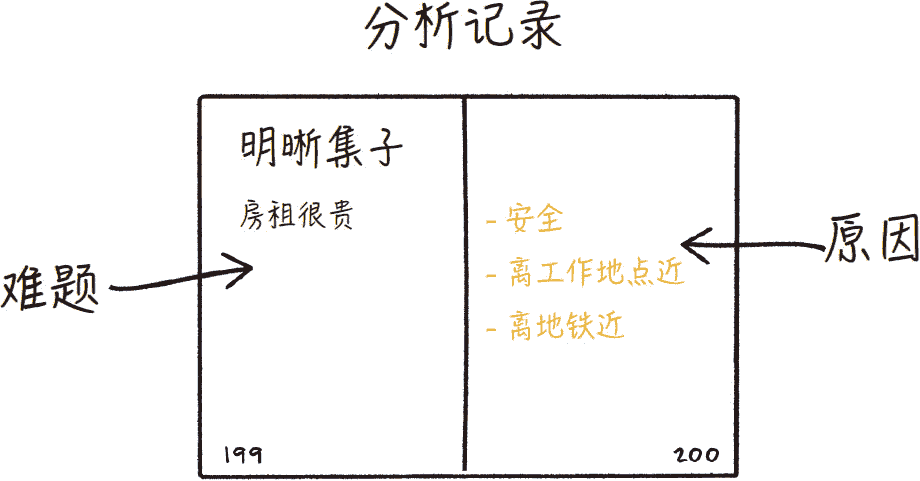 分析记录
明晰集子
房租很贵
难题
199
- 安全
- 离工作地点近
- 离地铁近
原因
200